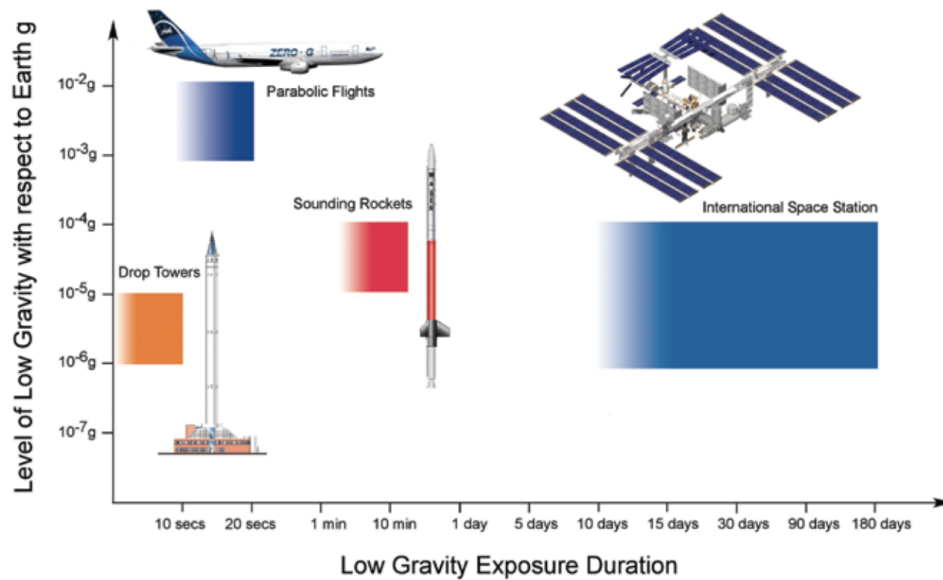 Level of Low Gravity with respect to Earth g
10⁻²g
10⁻³g
10⁻⁴g
10⁻⁵g
10⁻⁶g
10⁻⁷g
ZERO-G
Parabolic Flights
Sounding Rockets
International Space Station
Drop Towers
10 secs
20 secs
1 min
10 min
1 day
5 days
10 days
15 days
30 days
90 days
180 days
Low Gravity Exposure Duration